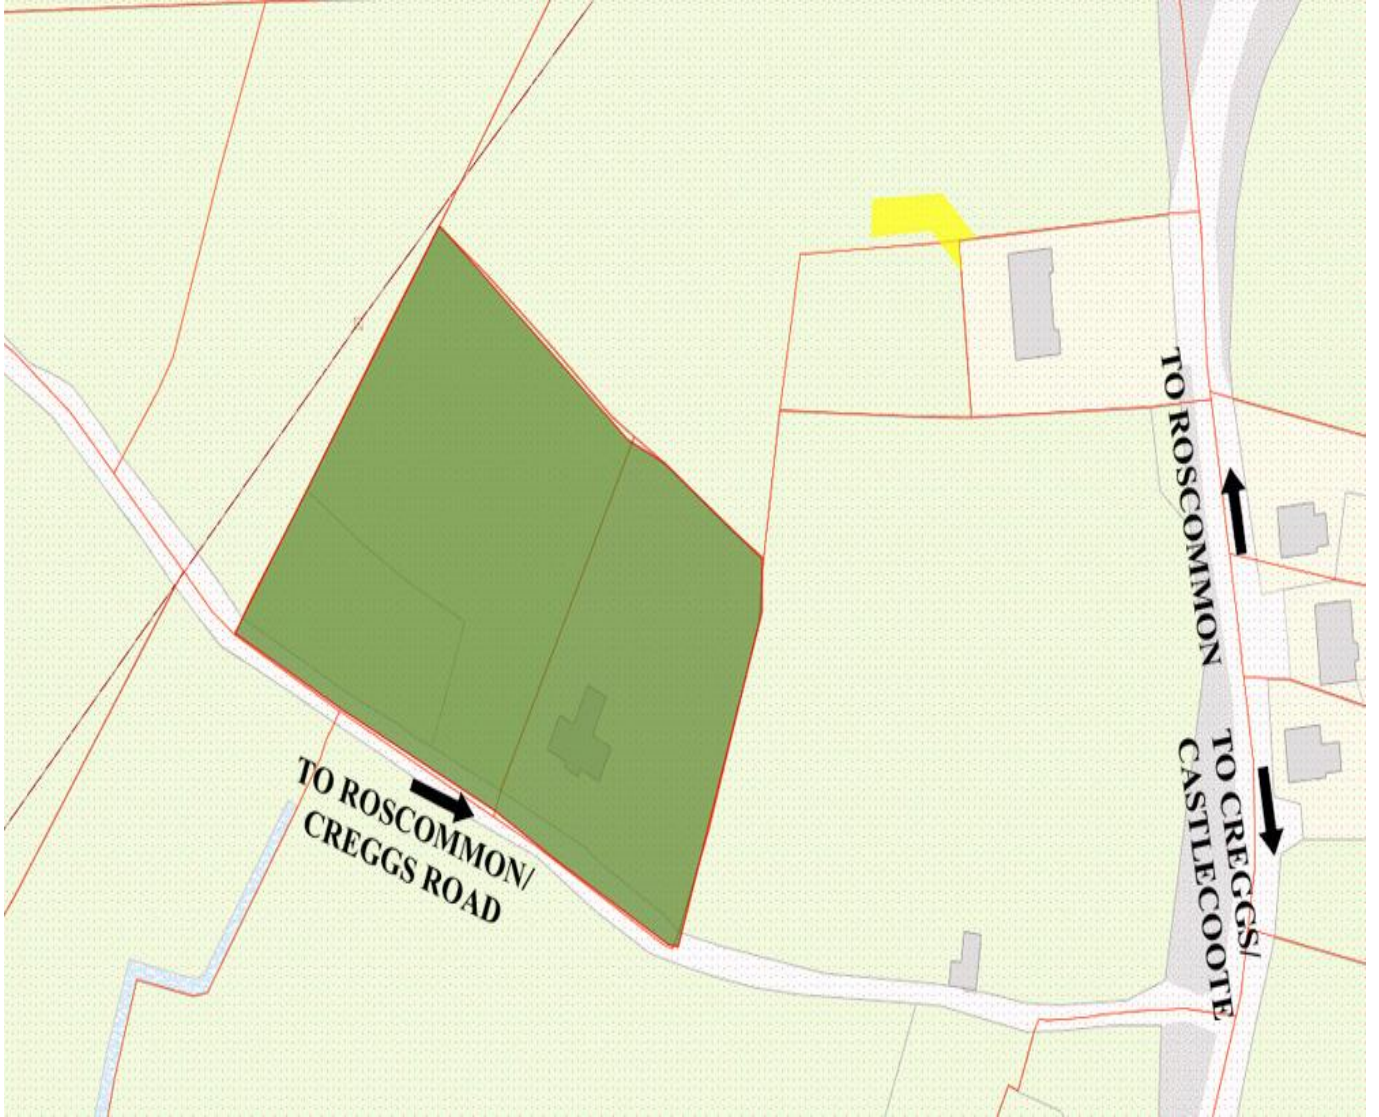 TO ROSCOMMON
TO CREGGS/
CASTLECOOTE
TO ROSCOMMON/
CREGGS ROAD